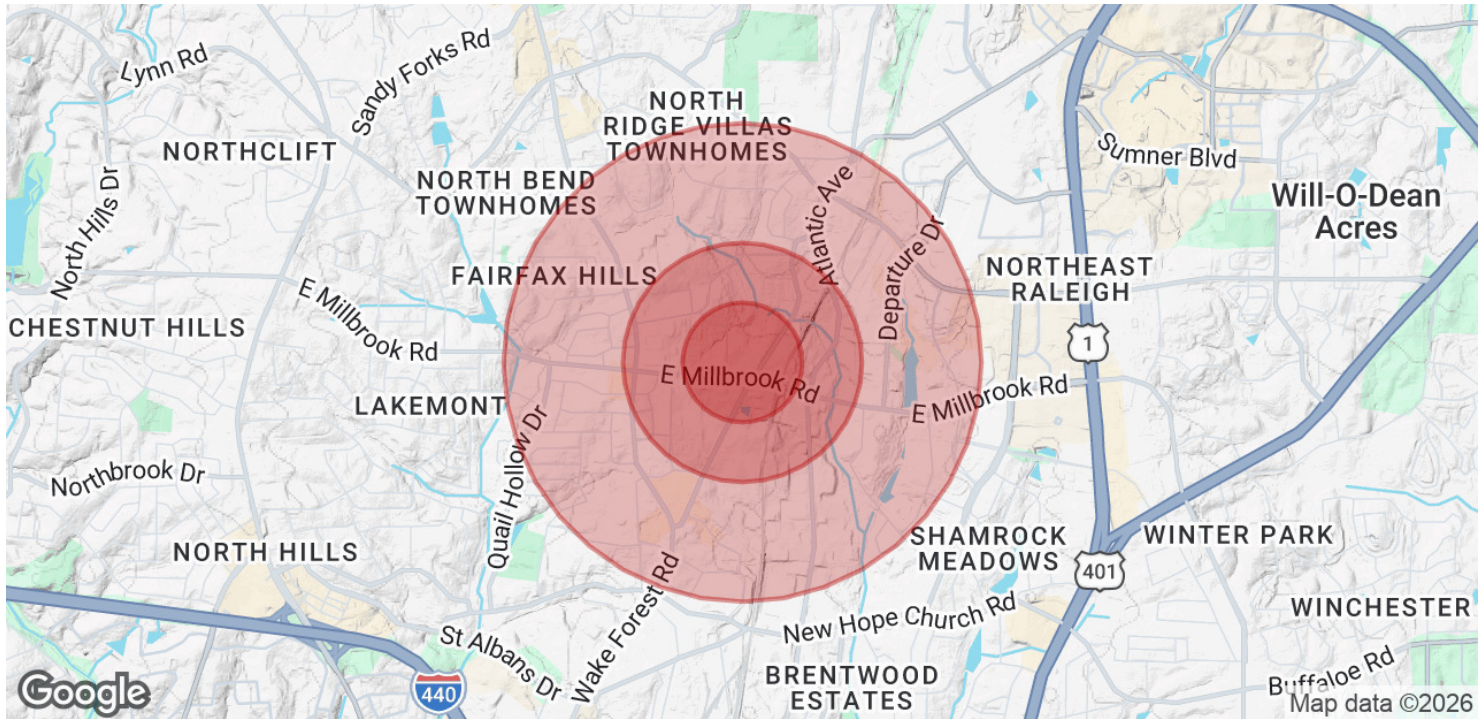 Lynn Rd
Sandy Forks Rd
NORTH
RIDGE VILLAS
TOWNHOMES
NORTHCLIFT
Sumner Blvd
North Hills Dr
NORTH BEND
TOWNHOMES
Atlantic Ave
Will-O-Dean
Acres
Departure Dr
FAIRFAX HILLS
NORTHEAST
RALEIGH
CHESTNUT HILLS
E Millbrook Rd
1
E Millbrook Rd
E Millbrook Rd
LAKEMONT
Quail Hollow Dr
Northbrook Dr
NORTH HILLS
SHAMROCK
MEADOWS
WINTER PARK
401
Wake Forest Rd
New Hope Church Rd
WINCHESTER
St Albans Dr
BRENTWOOD
ESTATES
Buffaloe Rd
Google
440
Map data ©2026